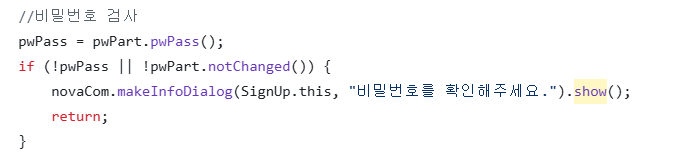 //비밀번호 검사
pwPass = pwPart.pwPass();
if (!pwPass || !pwPart.notChanged()) {
    novaCom.makeInfoDialog(SignUp.this, "비밀번호를 확인해주세요.").show();
    return;
}